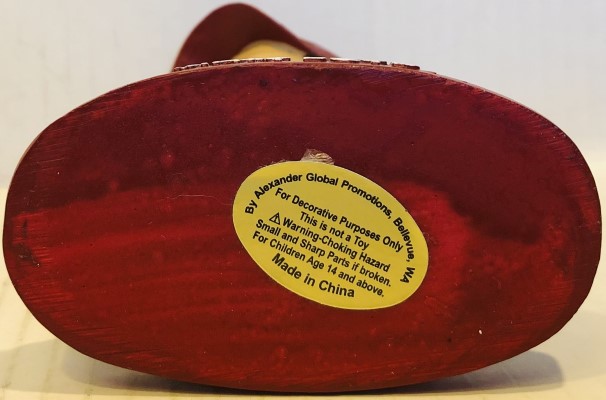 By Alexander Global Promotions, Bellevue, WA
For Decorative Purposes Only
This is not a Toy
⚠Warning-Choking Hazard
Small and Sharp Parts if broken.
For Children Age 14 and above.
Made in China